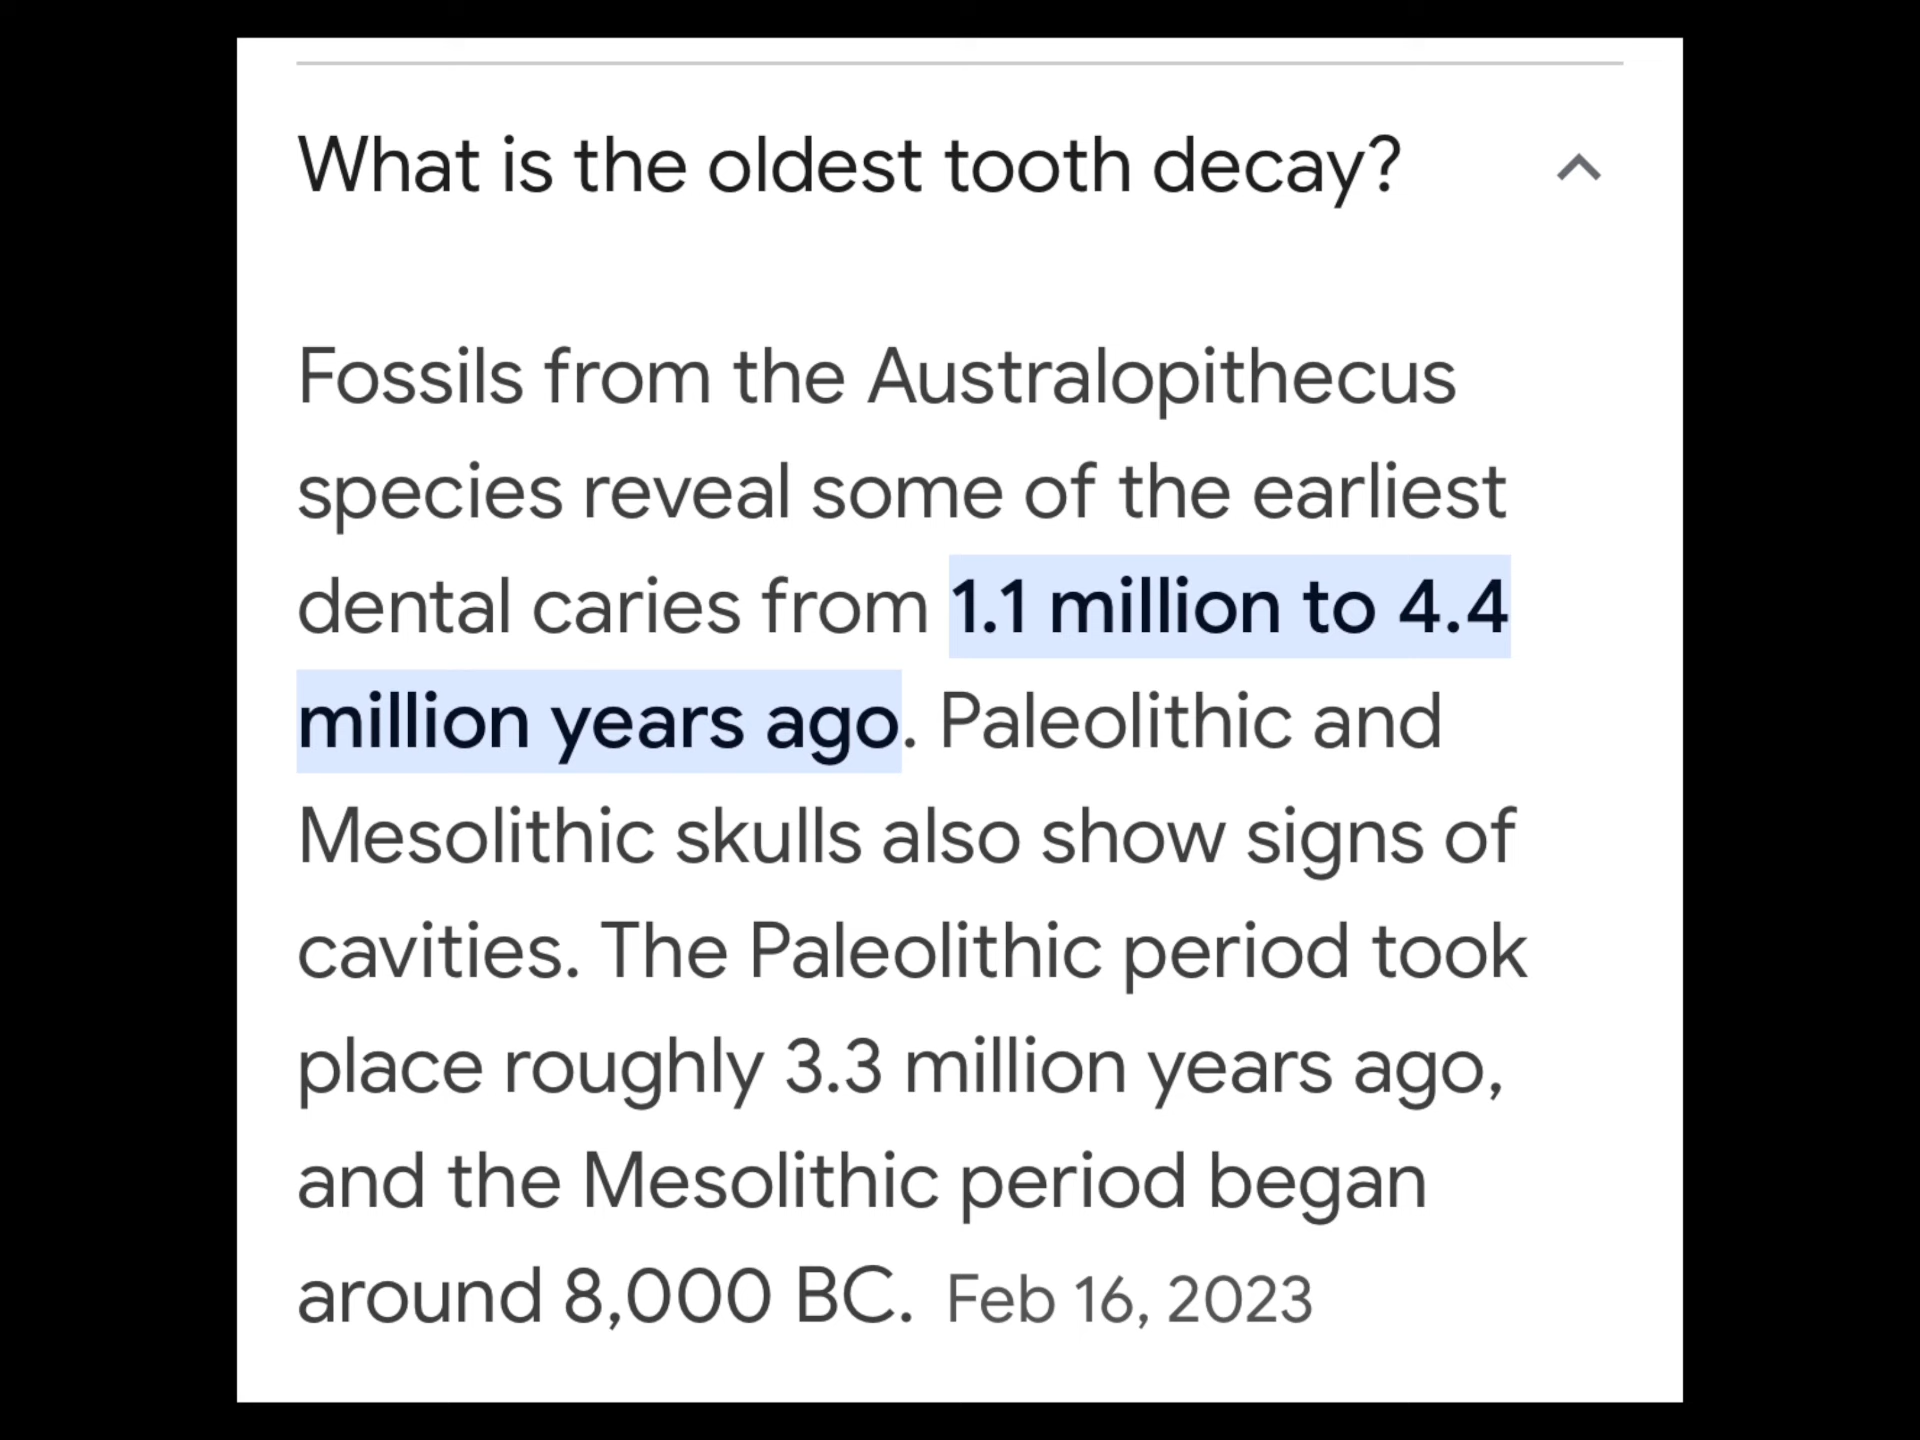 What is the oldest tooth decay?
Fossils from the Australopithecus
species reveal some of the earliest
dental caries from 1.1 million to 4.4
million years ago. Paleolithic and
Mesolithic skulls also show signs of
cavities. The Paleolithic period took
place roughly 3.3 million years ago,
and the Mesolithic period began
around 8,000 BC. Feb 16, 2023